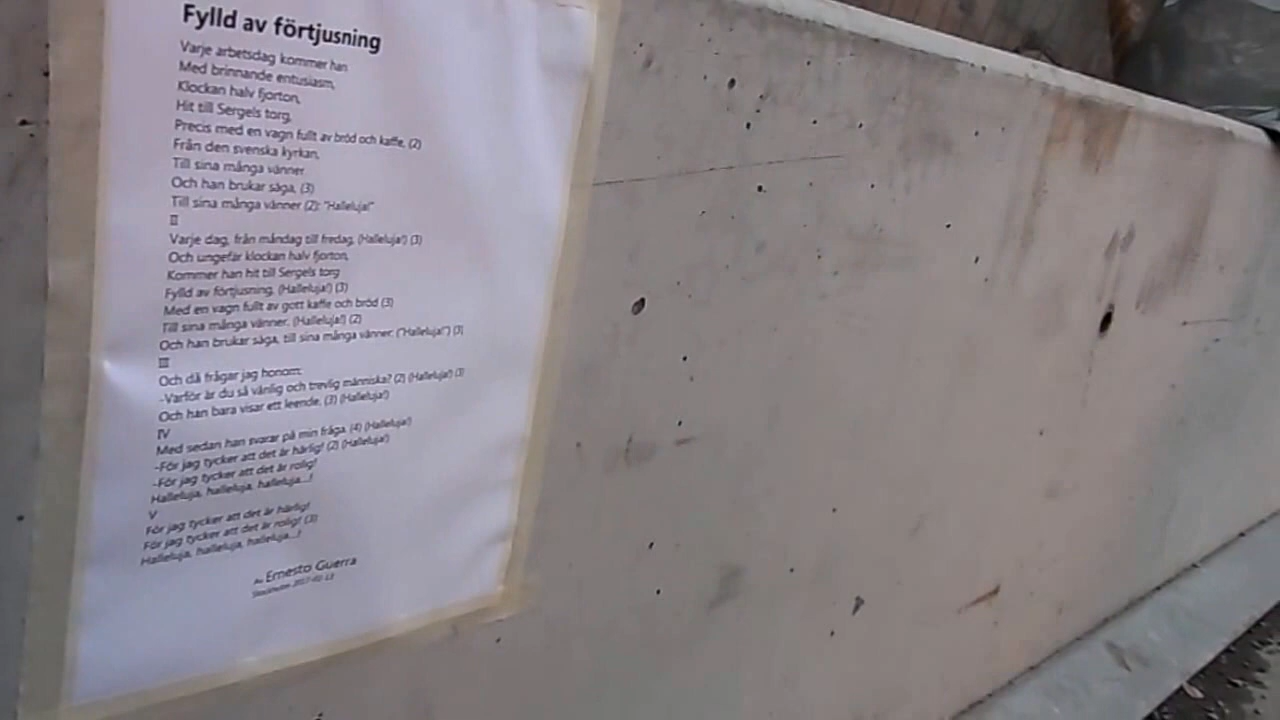 Fylld av förtjusning
Varje arbetsdag kommer han
Med brinnande entusiasm,
Klockan halv fjorton,
Hit till Sergels torg,
Precis med en vagn fullt av bröd och kaffe, (2)
Från den svenska kyrkan,
Till sina många vänner
Och han brukar säga, (3)
Till sina många vänner (2): "Halleluja!"
II
Varje dag, från måndag till fredag, (Halleluja!) (3)
Och ungefär klockan halv fjorton,
Kommer han hit till Sergels torg
Fylld av förtjusning, (Halleluja!) (3)
Med en vagn fullt av gott kaffe och bröd (3)
Till sina många vänner. (Halleluja!) (2)
Och han brukar säga, till sina många vänner: ("Halleluja!") (3)
III
Och då frågar jag honom:
-Varför är du så vänlig och trevlig människa? (2) (Halleluja!) (3)
Och han bara visar ett leende, (3) (Halleluja!)
IV
Med sedan han svarar på min fråga. (4) (Halleluja!)
-För jag tycker att det är härlig! (2) (Halleluja!)
-För jag tycker att det är rolig!
Halleluja, halleluja, halleluja...!
V
För jag tycker att det är härlig!
För jag tycker att det är rolig! (3)
Halleluja, halleluja, halleluja...!
Av Ernesto Guerra
Stockholm 2017-02-13